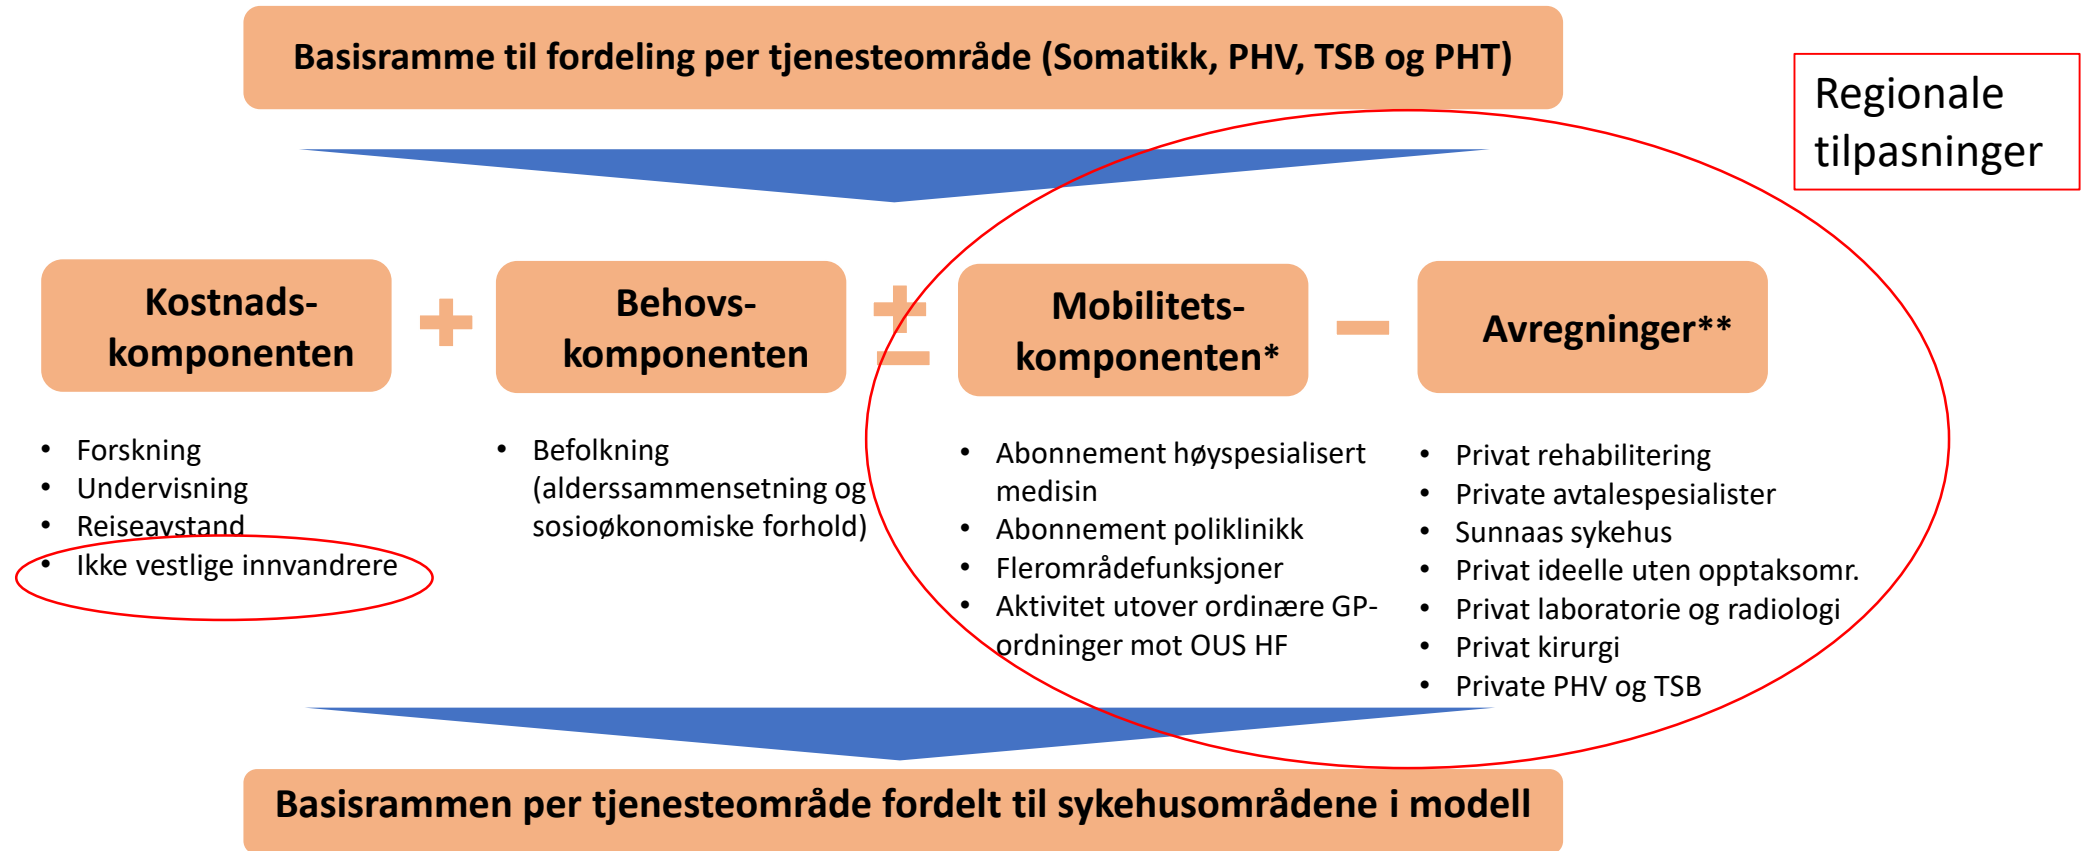 Basisramme til fordeling per tjenesteområde (Somatikk, PHV, TSB og PHT)
Regionale
tilpasninger
Kostnads-
komponenten
+
Behovs-
komponenten
+
−
Mobilitets-
komponenten*
−
Avregninger**
• Forskning
• Undervisning
• Reiseavstand
• Ikke vestlige innvandrere
• Befolkning
(alderssammensetning og
sosioøkonomiske forhold)
• Abonnement høyspesialisert
medisin
• Abonnement poliklinikk
• Flerområdefunksjoner
• Aktivitet utover ordinære GP-
ordninger mot OUS HF
• Privat rehabilitering
• Private avtalespesialister
• Sunnaas sykehus
• Privat ideelle uten opptaksomr.
• Privat laboratorie og radiologi
• Privat kirurgi
• Private PHV og TSB
Basisrammen per tjenesteområde fordelt til sykehusområdene i modell